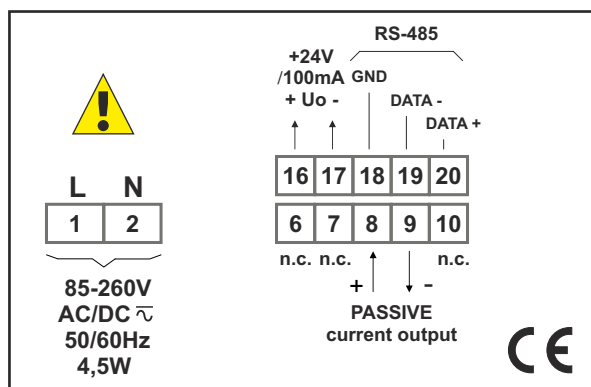 RS-485
+24V
/100mA GND
+ Uo -
DATA -
DATA +
16 17 18 19 20
6 7 8 9 10
n.c. n.c. n.c.
+ -
PASSIVE
current output
!
L N
1 2
85-260V
AC/DC ⎓∿
50/60Hz
4,5W
CE